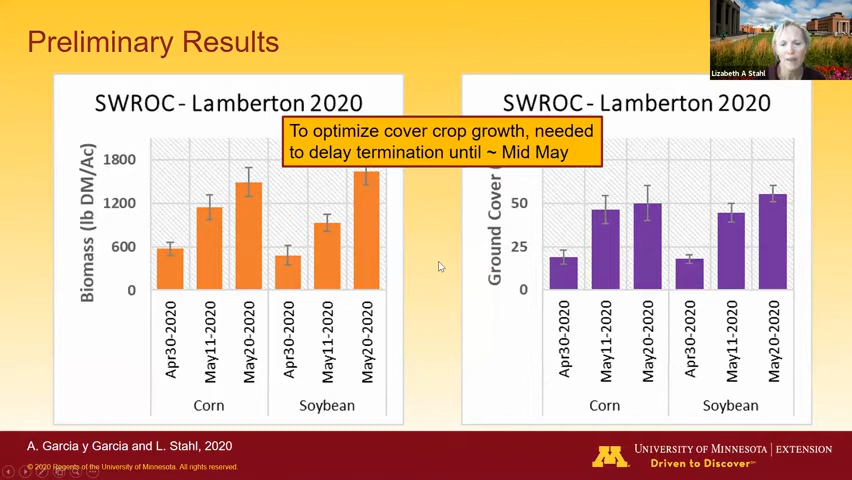 Preliminary Results
Lizabeth A Stahl
SWROC - Lamberton 2020
To optimize cover crop growth, needed
to delay termination until ~ Mid May
Biomass (lb DM/Ac)
1800
1200
600
0
Apr30-2020
May11-2020
May20-2020
Apr30-2020
May11-2020
May20-2020
Corn
Soybean
SWROC - Lamberton 2020
Ground Cover
50
25
0
Apr30-2020
May11-2020
May20-2020
Apr30-2020
May11-2020
May20-2020
Corn
Soybean
A. Garcia y Garcia and L. Stahl, 2020
© 2020 Regents of the University of Minnesota. All rights reserved.
M
UNIVERSITY OF MINNESOTA | EXTENSION
Driven to Discover℠